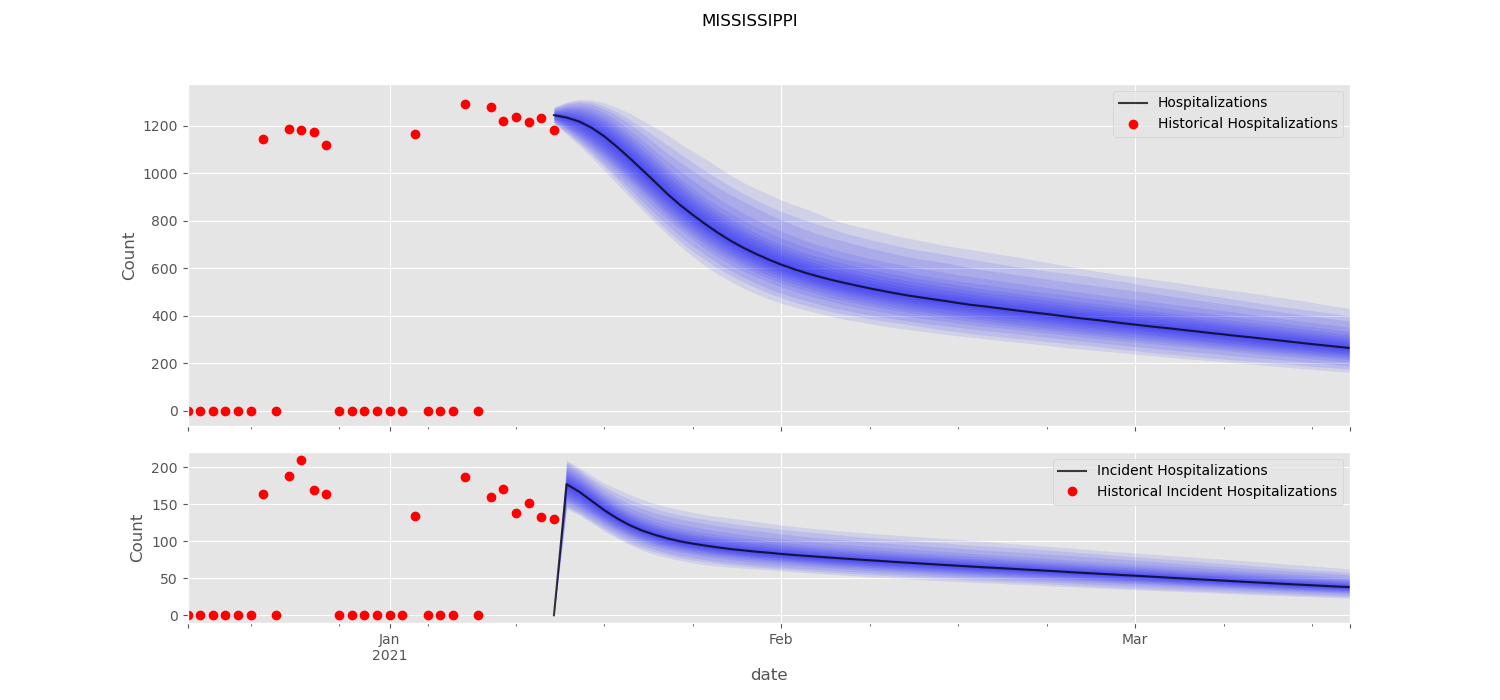 MISSISSIPPI
Count
1200
1000
800
600
400
200
0
Hospitalizations
Historical Hospitalizations
Count
200
150
100
50
0
Incident Hospitalizations
Historical Incident Hospitalizations
Jan
2021
Feb
Mar
date